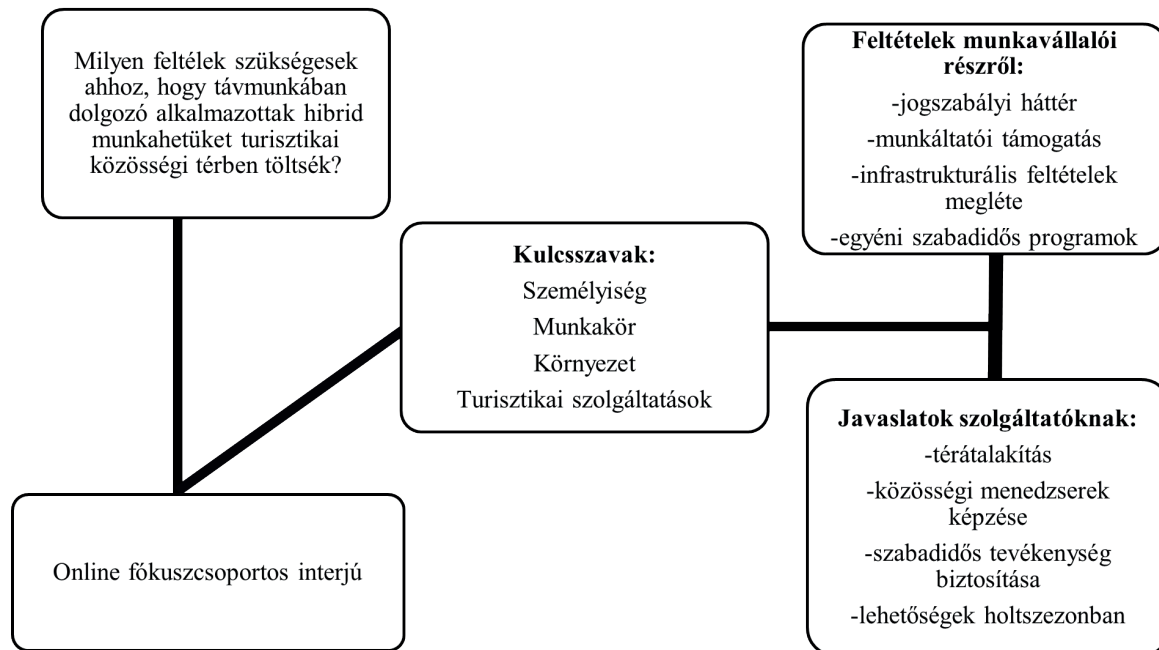 Milyen feltélek szükségesek
ahhoz, hogy távmunkában
dolgozó alkalmazottak hibrid
munkahetüket turisztikai
közösségi térben töltsék?
Online fókuszcsoportos interjú
Kulcsszavak:
Személyiség
Munkakör
Környezet
Turisztikai szolgáltatások
Feltételek munkavállalói
részről:
-jogszabályi háttér
-munkáltatói támogatás
-infrastrukturális feltételek
megléte
-egyéni szabadidős programok
Javaslatok szolgáltatóknak:
-térátalakítás
-közösségi menedzserek
képzése
-szabadidős tevékenység
biztosítása
-lehetőségek holtszezonban